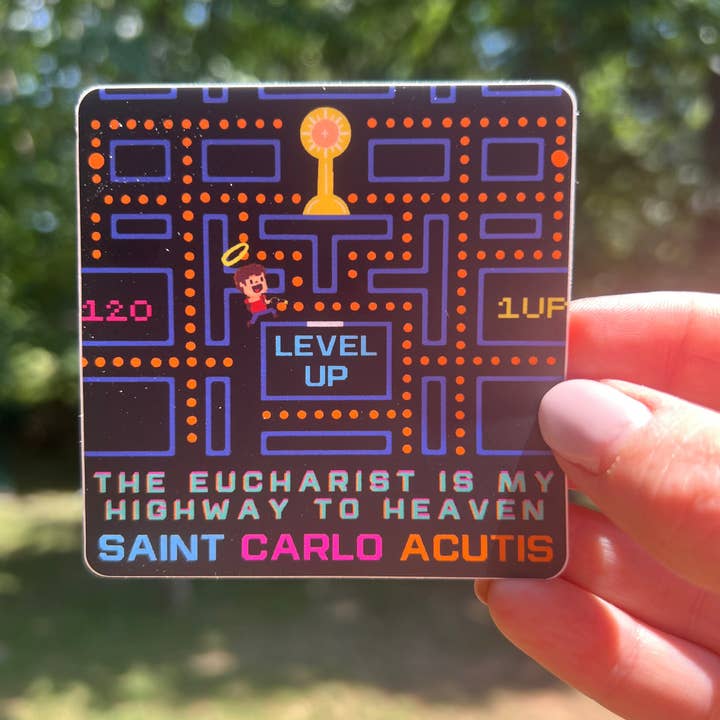 120
1UP
LEVEL
UP
THE EUCHARIST IS MY
HIGHWAY TO HEAVEN
SAINT CARLO ACUTIS